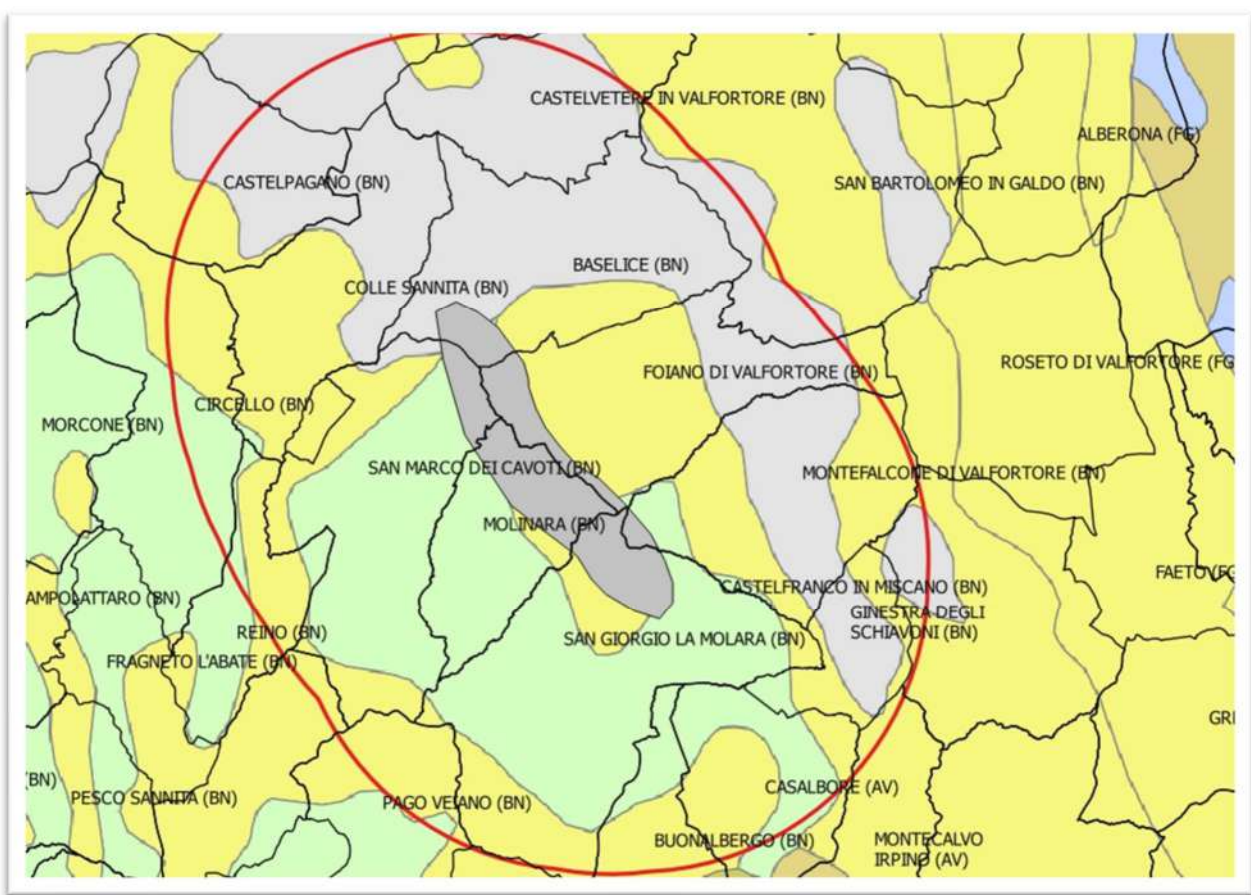 CASTELVETERE IN VALFORTORE (BN)
ALBERONA (FG)
CASTELPAGANO (BN)
SAN BARTOLOMEO IN GALDO (BN)
BASELICE (BN)
COLLE SANNITA (BN)
ROSETO DI VALFORTORE (FG
FOIANO DI VALFORTORE (BN)
CIRCELLO (BN)
MORCONE (BN)
SAN MARCO DEI CAVOTI (BN)
MONTEFALCONE DI VALFORTORE (BN)
MOLINARA (BN)
FAETO (FG
CASTELFRANCO IN MISCANO (BN)
AMPOLATTARO (BN)
GINESTRA DEGLI
SCHIAVONI (BN)
REINO (BN)
SAN GIORGIO LA MOLARA (BN)
FRAGNETO L'ABATE (BN)
GRE
(BN)
CASALBORE (AV)
PESCO SANNITA (BN)
PAGO VEIANO (BN)
BUONALBERGO (BN)
MONTECALVO
IRPINO (AV)